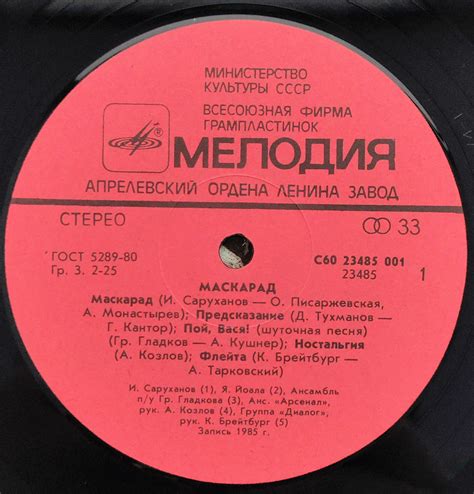 МИНИСТЕРСТВО
КУЛЬТУРЫ СССР
ВСЕСОЮЗНАЯ ФИРМА
ГРАМПЛАСТИНОК
МЕЛОДИЯ
АПРЕЛЕВСКИЙ ОРДЕНА ЛЕНИНА ЗАВОД
СТЕРЕО
33
ГОСТ 5289-80
Гр. 3. 2-25
С60 23485 001
23485
1
МАСКАРАД
Маскарад (И. Саруханов — О. Писаржевская,
А. Монастырев); Предсказание (Д. Тухманов —
Г. Кантор); Пой, Вася! (шуточная песня)
(Гр. Гладков — А. Кушнер); Ностальгия
(А. Козлов); Флейта (К. Брейтбург —
А. Тарковский)
И. Саруханов (1), Я. Йоала (2), Ансамбль
п/у Гр. Гладкова (3), Анс. «Арсенал»,
рук. А. Козлов (4), Группа «Диалог»,
рук. К. Брейтбург (5)
Запись 1985 г.